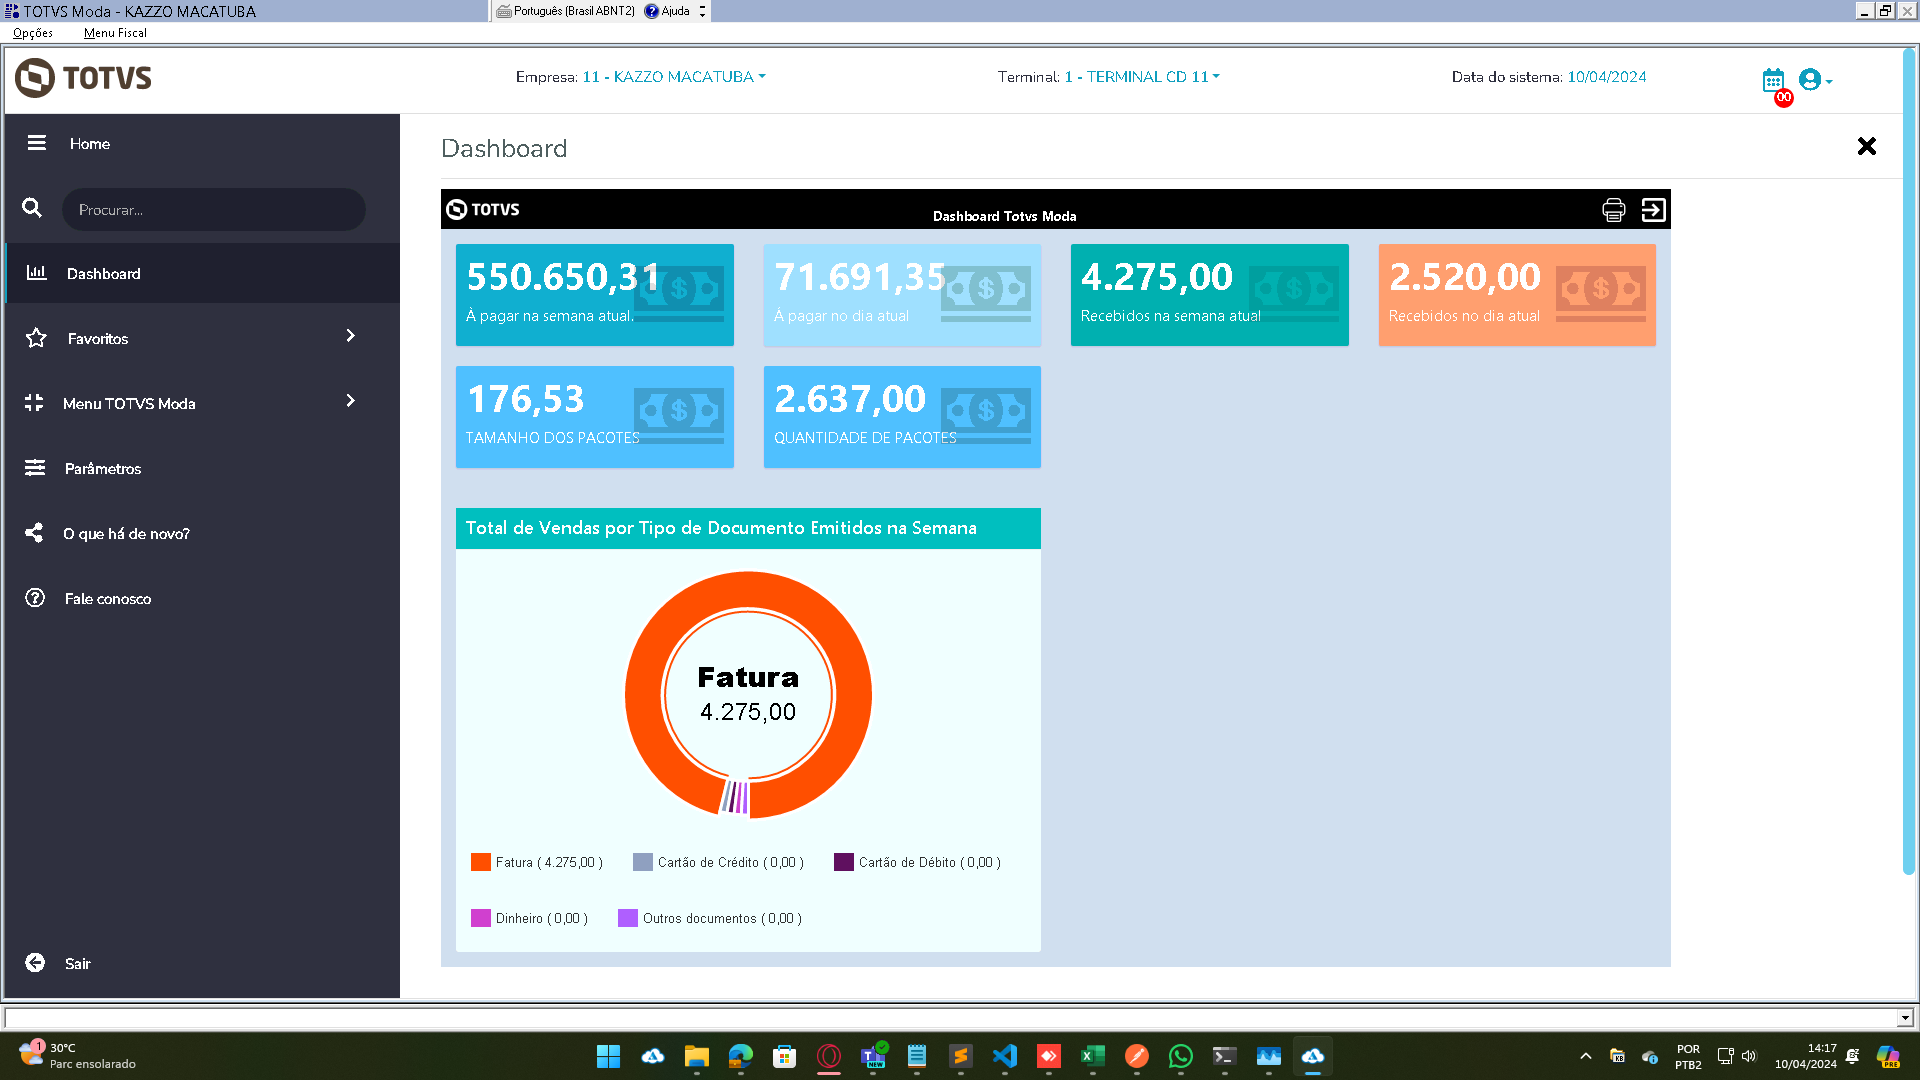 TOTVS Moda - KAZZO MACATUBA
Português (Brasil ABNT2)
Ajuda
Opções
Menu Fiscal
TOTVS
Empresa: 11 - KAZZO MACATUBA
Terminal: 1 - TERMINAL CD 11
Data do sistema: 10/04/2024
00
Home
Procurar...
Dashboard
Favoritos
Menu TOTVS Moda
Parâmetros
O que há de novo?
Fale conosco
Sair
Dashboard
TOTVS
Dashboard Totvs Moda
550.650,31
À pagar na semana atual.
71.691,35
À pagar no dia atual
4.275,00
Recebidos na semana atual
2.520,00
Recebidos no dia atual
176,53
TAMANHO DOS PACOTES
2.637,00
QUANTIDADE DE PACOTES
Total de Vendas por Tipo de Documento Emitidos na Semana
Fatura
4.275,00
Fatura ( 4.275,00 )
Cartão de Crédito ( 0,00 )
Cartão de Débito ( 0,00 )
Dinheiro ( 0,00 )
Outros documentos ( 0,00 )
1
30°C
Parc ensolarado
NEW
POR
PTB2
14:17
10/04/2024
PRE